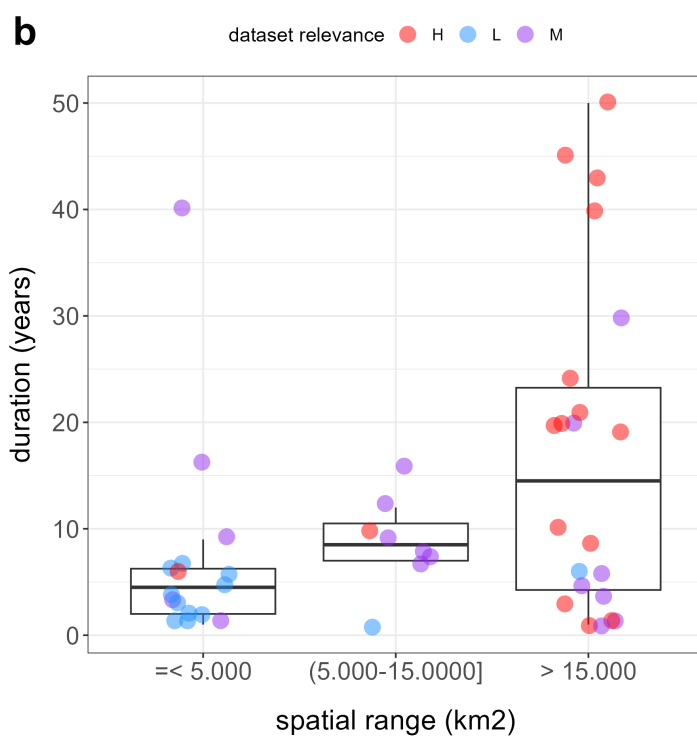 b
dataset relevance H L M
50
40
30
20
10
0
duration (years)
=< 5.000 (5.000-15.0000] > 15.000
spatial range (km2)